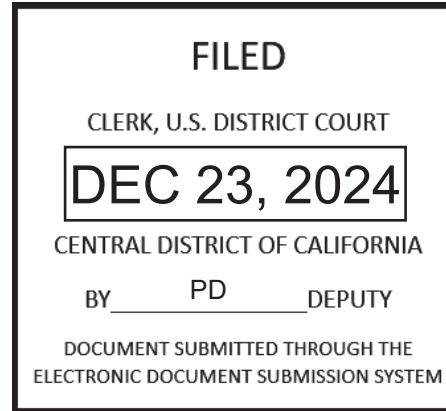 FILED
CLERK, U.S. DISTRICT COURT
DEC 23, 2024
CENTRAL DISTRICT OF CALIFORNIA
BY PD DEPUTY
DOCUMENT SUBMITTED THROUGH THE
ELECTRONIC DOCUMENT SUBMISSION SYSTEM